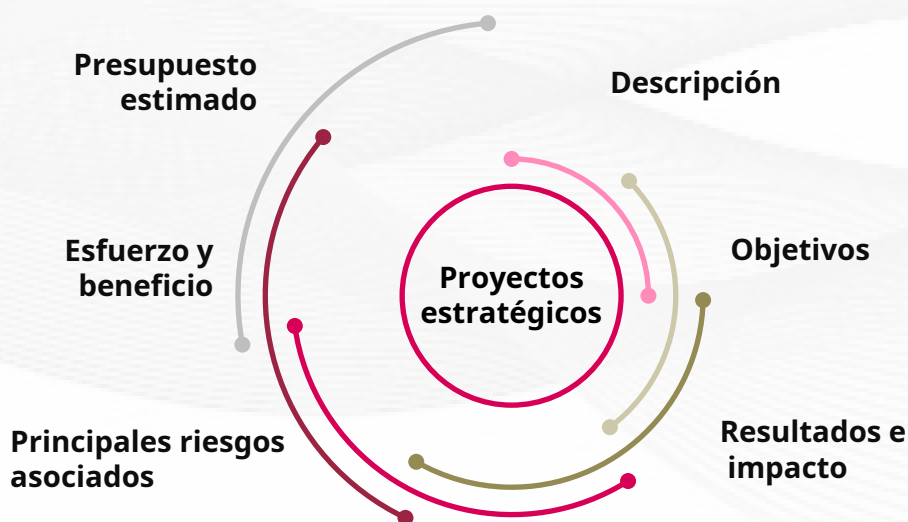 Presupuesto
estimado
Descripción
Esfuerzo y
beneficio
Proyectos
estratégicos
Objetivos
Principales riesgos
asociados
Resultados e
impacto